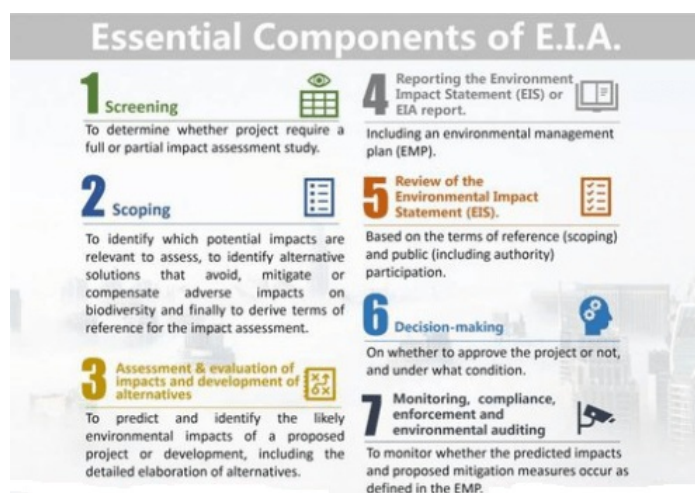 Essential Components of E.I.A.
1 Screening
To determine whether project require a
full or partial impact assessment study.
2 Scoping
To identify which potential impacts are
relevant to assess, to identify alternative
solutions that avoid, mitigate or
compensate adverse impacts on
biodiversity and finally to derive terms of
reference for the impact assessment.
3 Assessment & evaluation of
impacts and development of
alternatives
To predict and identify the likely
environmental impacts of a proposed
project or development, including the
detailed elaboration of alternatives.
4 Reporting the Environment
Impact Statement (EIS) or
EIA report.
Including an environmental management
plan (EMP).
5 Review of the
Environmental Impact
Statement (EIS).
Based on the terms of reference (scoping)
and public (including authority)
participation.
6 Decision-making
On whether to approve the project or not,
and under what condition.
7 Monitoring, compliance,
enforcement and
environmental auditing
To monitor whether the predicted impacts
and proposed mitigation measures occur as
defined in the EMP.